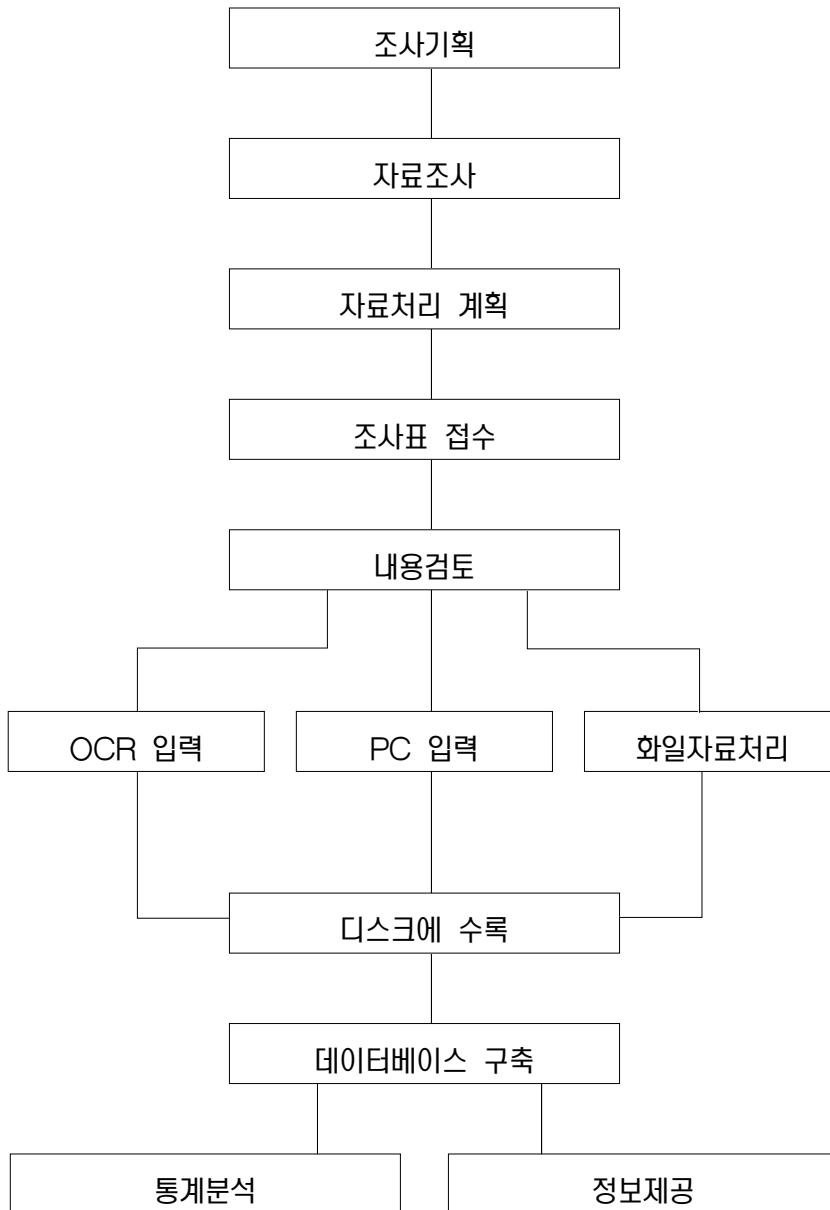 조사기획
자료조사
자료처리 계획
조사표 접수
내용검토
OCR 입력
PC 입력
화일자료처리
디스크에 수록
데이터베이스 구축
통계분석
정보제공